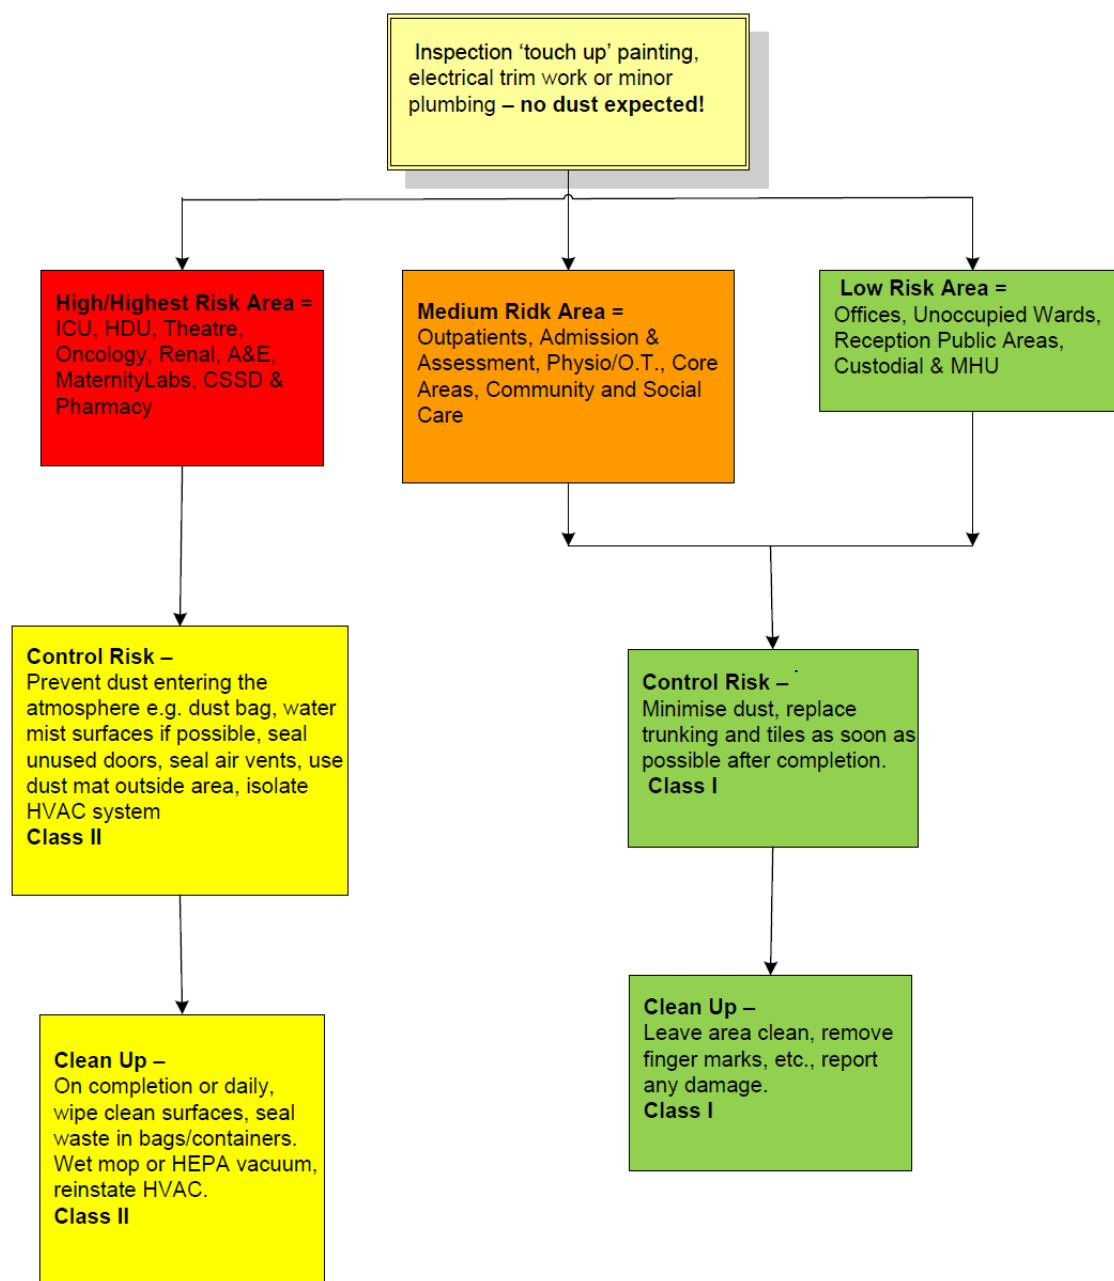 Inspection ‘touch up’ painting,
electrical trim work or minor
plumbing – no dust expected!
High/Highest Risk Area =
ICU, HDU, Theatre,
Oncology, Renal, A&E,
MaternityLabs, CSSD &
Pharmacy
Medium Ridk Area =
Outpatients, Admission &
Assessment, Physio/O.T., Core
Areas, Community and Social
Care
Low Risk Area =
Offices, Unoccupied Wards,
Reception Public Areas,
Custodial & MHU
Control Risk –
Prevent dust entering the
atmosphere e.g. dust bag, water
mist surfaces if possible, seal
unused doors, seal air vents, use
dust mat outside area, isolate
HVAC system
Class II
Control Risk –
Minimise dust, replace
trunking and tiles as soon as
possible after completion.
Class I
Clean Up –
On completion or daily,
wipe clean surfaces, seal
waste in bags/containers.
Wet mop or HEPA vacuum,
reinstate HVAC.
Class II
Clean Up –
Leave area clean, remove
finger marks, etc., report
any damage.
Class I